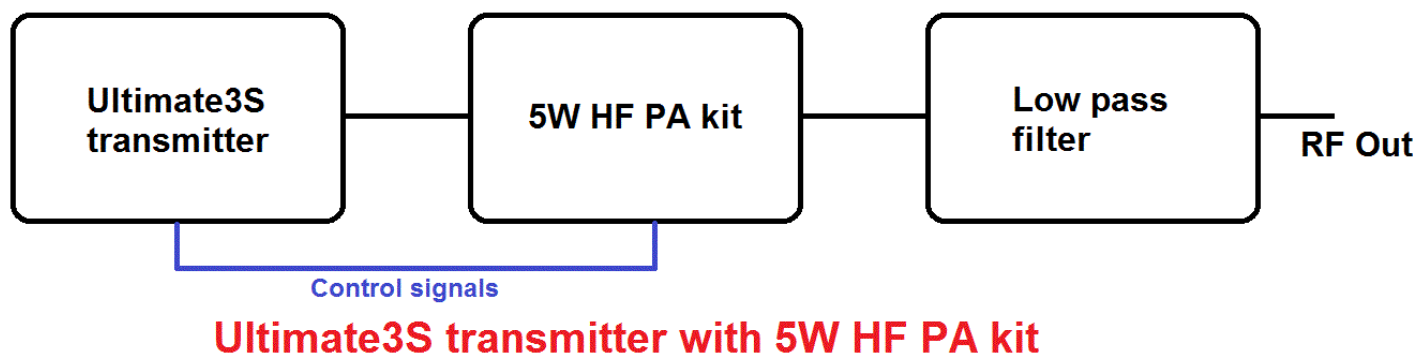 Ultimate3S
transmitter
5W HF PA kit
Low pass
filter
RF Out
Control signals
Ultimate3S transmitter with 5W HF PA kit